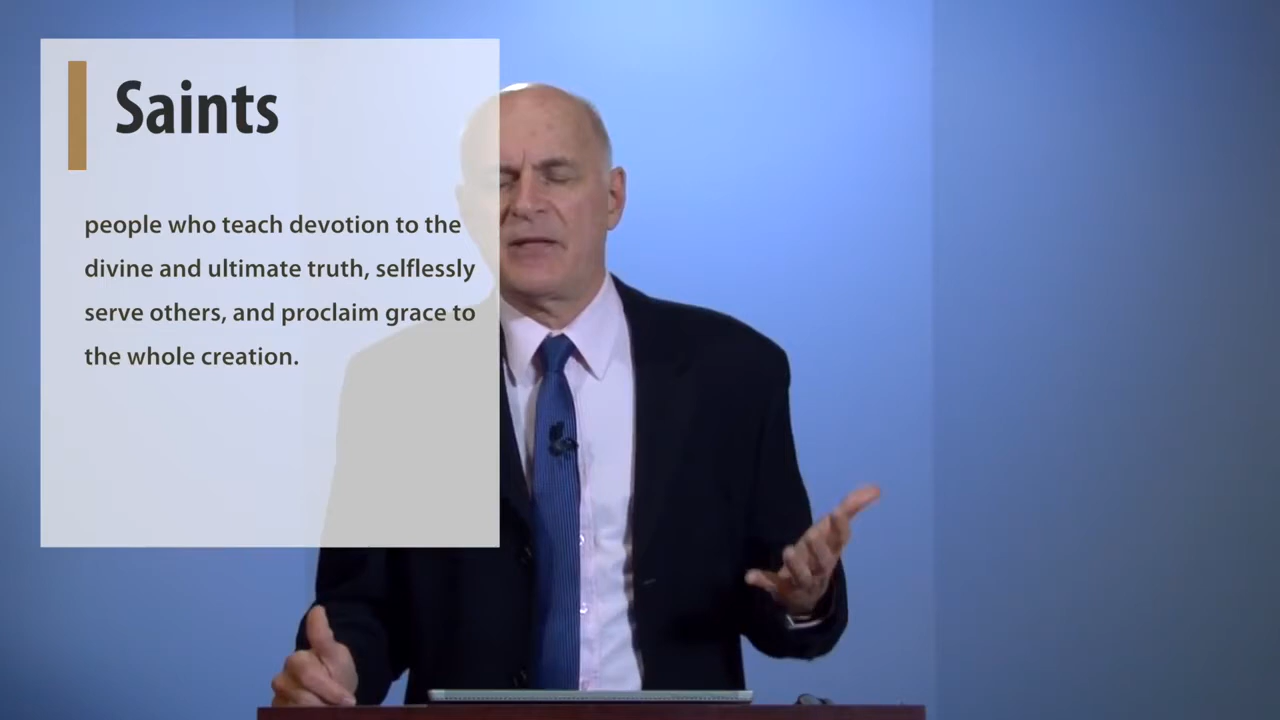 Saints
people who teach devotion to the
divine and ultimate truth, selflessly
serve others, and proclaim grace to
the whole creation.